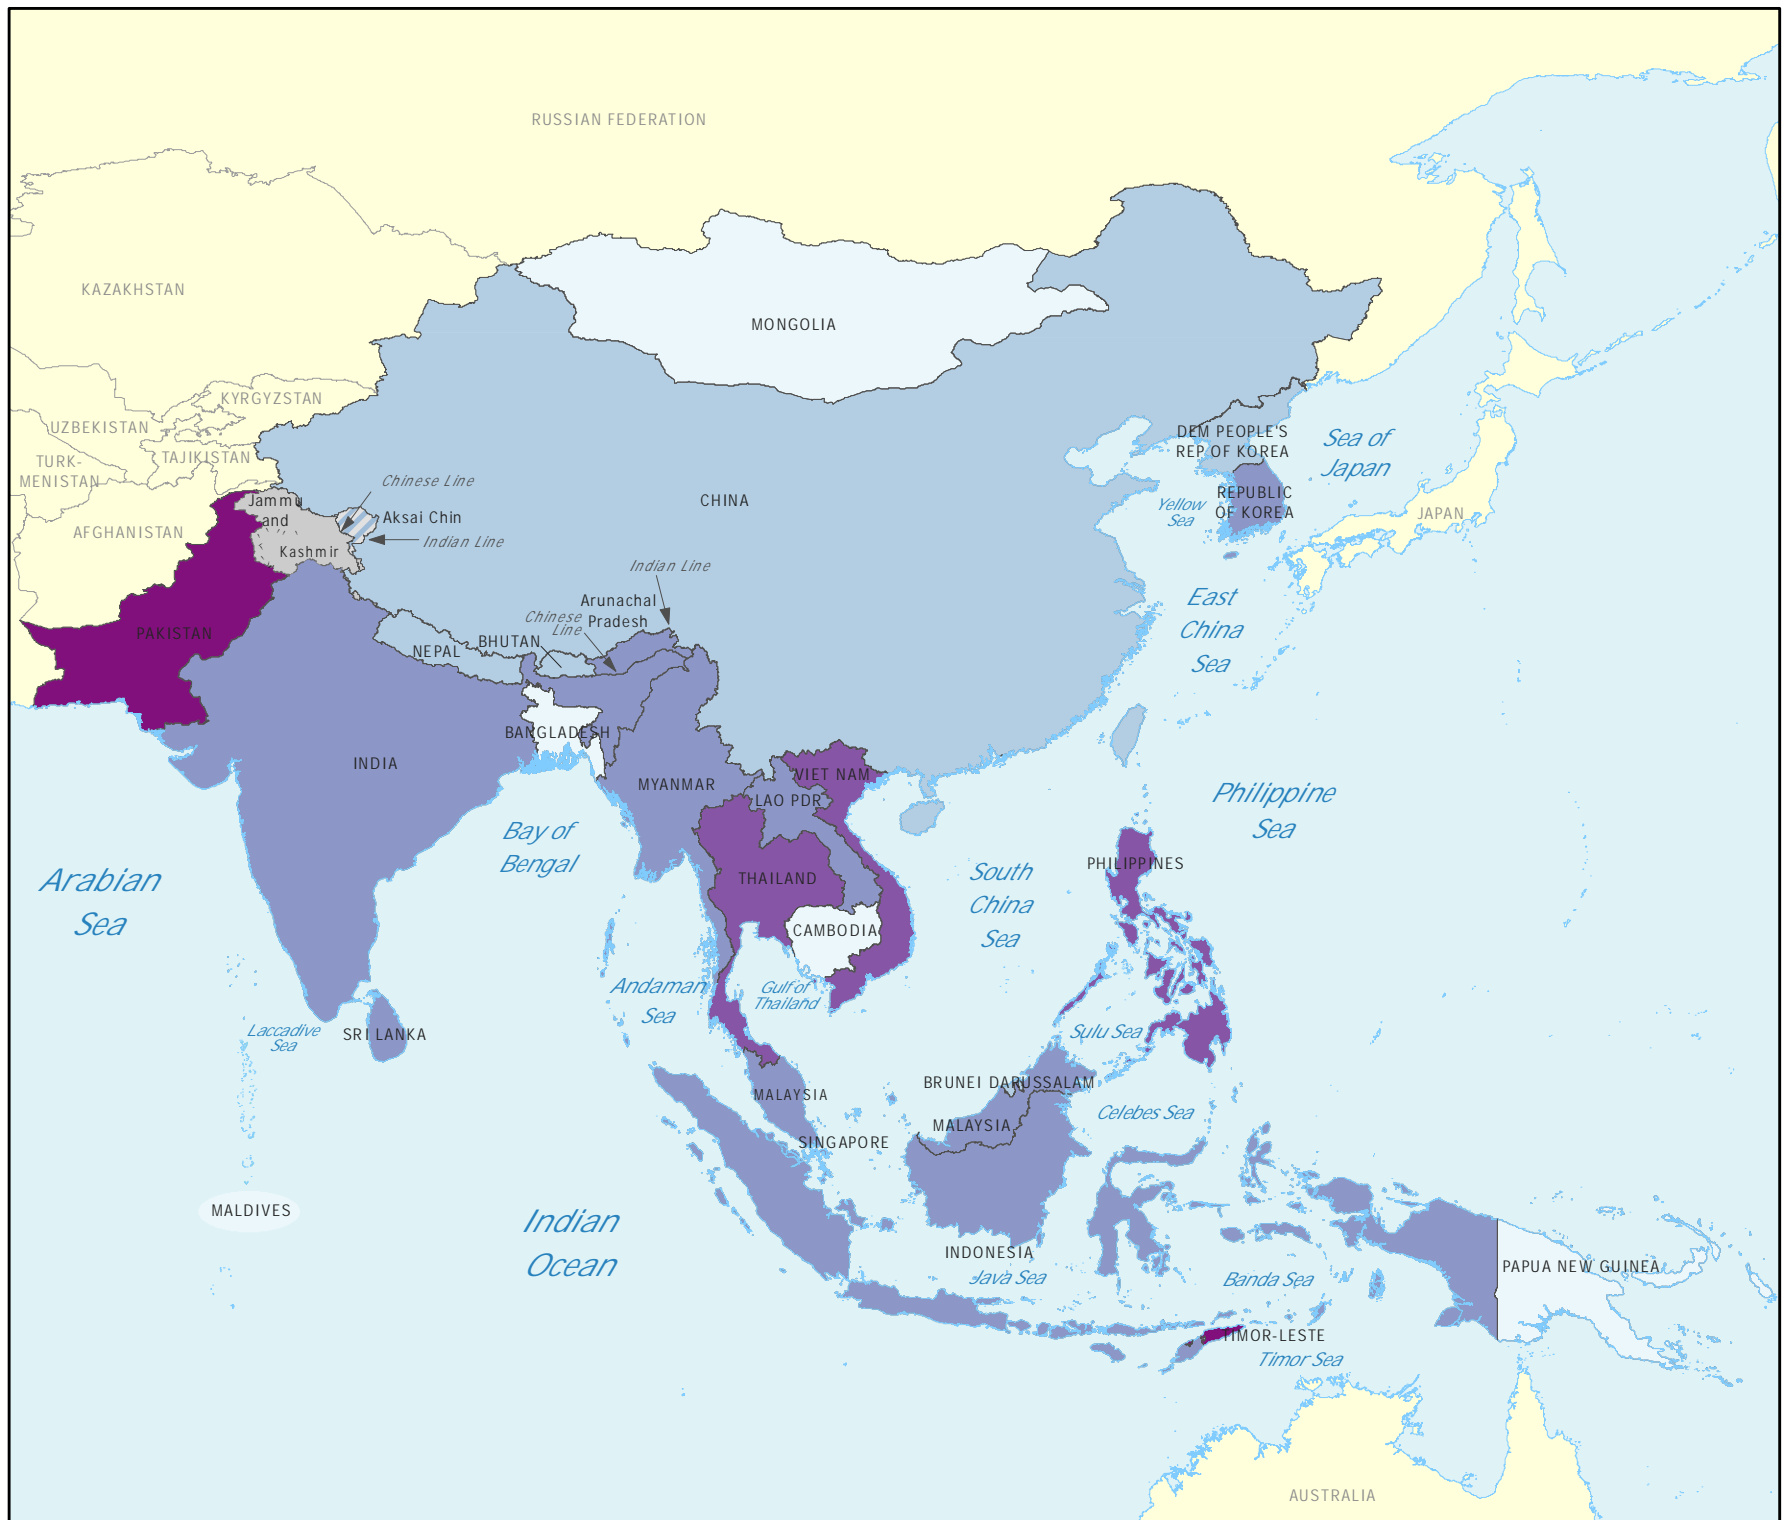 RUSSIAN FEDERATION
KAZAKHSTAN
MONGOLIA
KYRGYZSTAN
UZBEKISTAN
TAJIKISTAN
TURK-
MENISTAN
AFGHANISTAN
Jammu
and
Kashmir
Chinese Line
Aksai Chin
Indian Line
CHINA
DEM PEOPLE'S
REP OF KOREA
Sea of
Japan
REPUBLIC
OF KOREA
Yellow
Sea
JAPAN
Indian Line
Arunachal
Pradesh
Chinese
Line
East
China
Sea
PAKISTAN
NEPAL
BHUTAN
BANGLADESH
INDIA
MYANMAR
VIET NAM
LAO PDR
Philippine
Sea
Bay of
Bengal
Arabian
Sea
THAILAND
South
China
Sea
PHILIPPINES
CAMBODIA
Andaman
Sea
Gulf of
Thailand
Laccadive
Sea
SRI LANKA
Sulu Sea
MALAYSIA
BRUNEI DARUSSALAM
Celebes Sea
MALAYSIA
SINGAPORE
MALDIVES
Indian
Ocean
INDONESIA
Java Sea
Banda Sea
PAPUA NEW GUINEA
TIMOR-LESTE
Timor Sea
AUSTRALIA